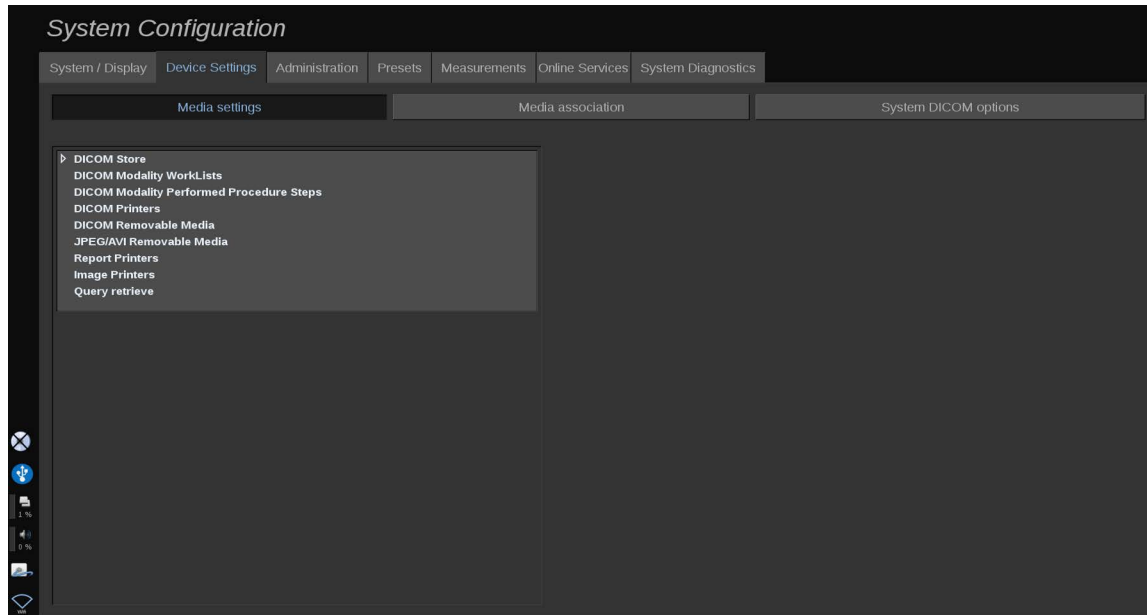 System Configuration
System / Display Device Settings Administration Presets Measurements Online Services System Diagnostics
Media settings Media association System DICOM options
DICOM Store
DICOM Modality WorkLists
DICOM Modality Performed Procedure Steps
DICOM Printers
DICOM Removable Media
JPEG/AVI Removable Media
Report Printers
Image Printers
Query retrieve
1 %
0 %